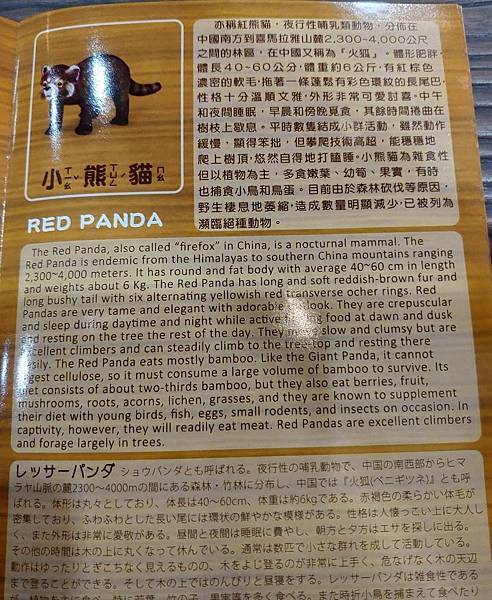 亦稱紅熊貓，夜行性哺乳類動物，分佈在
中國南方到喜馬拉雅山麓2,300~4,000公尺
之間的林區，在中國又稱為「火狐」。體形肥胖，
體長40~60公分，體重約6公斤，有紅棕色
濃密的軟毛，拖著一條蓬鬆有彩色環紋的長尾巴，
性格十分溫順文雅，外形非常可愛討喜。中午
和夜間睡眠，早晨和傍晚覓食，其餘時間捲曲在
樹枝上歇息。平時數隻結成小群活動，雖然動作
緩慢，顯得笨拙，但攀爬技術高超，能穩穩地
爬上樹頂，悠然自得地打瞌睡。小熊貓為雜食性
但以植物為主，多食嫩葉、幼筍、果實，有時
也捕食小鳥和鳥蛋。目前由於森林砍伐等原因，
野生棲息地萎縮，造成數量明顯減少，已被列為
瀕臨絕種動物。
小ㄒㄧㄠ熊ㄒㄩㄥ貓ㄇㄠ
RED PANDA
The Red Panda, also called "firefox" in China, is a nocturnal mammal. The
Red Panda is endemic from the Himalayas to southern China mountains ranging
2,300~4,000 meters. It has round and fat body with average 40~60 cm in length
and weights about 6 Kg. The Red Panda has long and soft reddish-brown fur and
long bushy tail with six alternating yellowish red transverse ocher rings. Red
Pandas are very tame and elegant with adorable look. They are crepuscular
and sleep during daytime and night while active food at dawn and dusk
and resting on the tree the rest of the day. They slow and clumsy but are
excellent climbers and can steadily climb to the tree-top and resting there
easily. The Red Panda eats mostly bamboo. Like the Giant Panda, it cannot
digest cellulose, so it must consume a large volume of bamboo to survive. Its
diet consists of about two-thirds bamboo, but they also eat berries, fruit,
mushrooms, roots, acorns, lichen, grasses, and they are known to supplement
their diet with young birds, fish, eggs, small rodents, and insects on occasion. In
captivity, however, they will readily eat meat. Red Pandas are excellent climbers
and forage largely in trees.
レッサーパンダ ショウパンダとも呼ばれる。夜行性の哺乳動物で、中国の南西部からヒマ
ラヤ山脈の麓2300~4000mの間にある森林・竹林に分布し、中国では『火狐(ベニギツネ)』とも呼
ばれる。体形は丸々としており、体長は40~60cm、体重は約6kgである。赤褐色の柔らかい体毛が
密集しており、ふわふわとした長い尾には環状の鮮やかな模様がある。性格は人懐っこい上に大人し
く、また外形は非常に愛敬がある。昼間と夜間は睡眠に費やし、朝方と夕方はエサを探しに出る。
その他の時間は木の上に丸くなって休んでいる。通常は数匹で小さな群れを成して活動している。
動作はゆったりとぎこちなく見えるものの、木をよじ登るのが非常に上手く、危なげなく木の天辺
まで登ることができる。そして木の上ではのんびりと昼寝をする。レッサーパンダは雑食性である